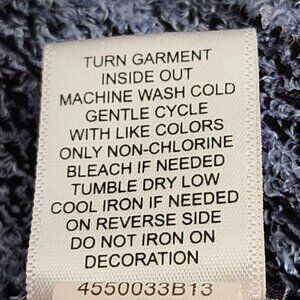 TURN GARMENT
INSIDE OUT
MACHINE WASH COLD
GENTLE CYCLE
WITH LIKE COLORS
ONLY NON-CHLORINE
BLEACH IF NEEDED
TUMBLE DRY LOW
COOL IRON IF NEEDED
ON REVERSE SIDE
DO NOT IRON ON
DECORATION
4550033B13